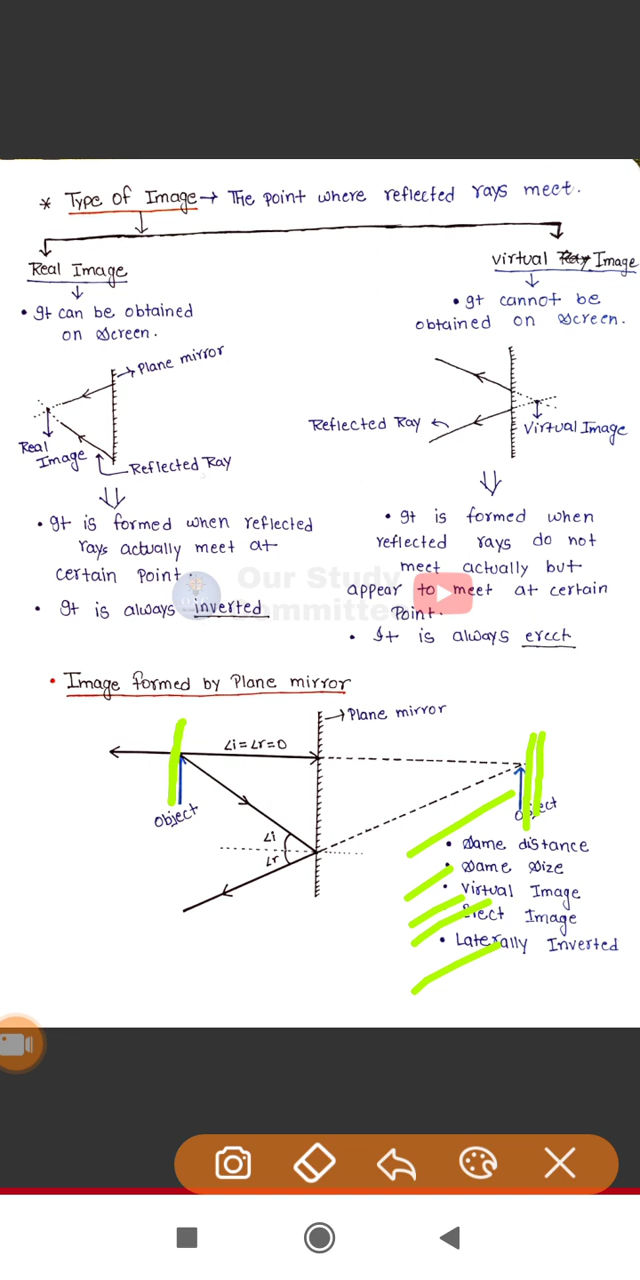 * Type of Image → The point where reflected rays meet.
Real Image
• It can be obtained
on screen.
Plane mirror
Real
Image
Reflected Ray
• It is formed when reflected
rays actually meet at
certain point.
• It is always inverted
virtual Image
• It cannot be
obtained on screen.
Reflected Ray
Virtual Image
• It is formed when
reflected rays do not
meet actually but
appear to meet at certain
Point.
• It is always erect
Our Study
Committee
• Image formed by Plane mirror
Plane mirror
∠i=∠r=0
object
∠i
∠r
object
• Same distance
• Same size
• Virtual Image
Erect Image
• Laterally Inverted